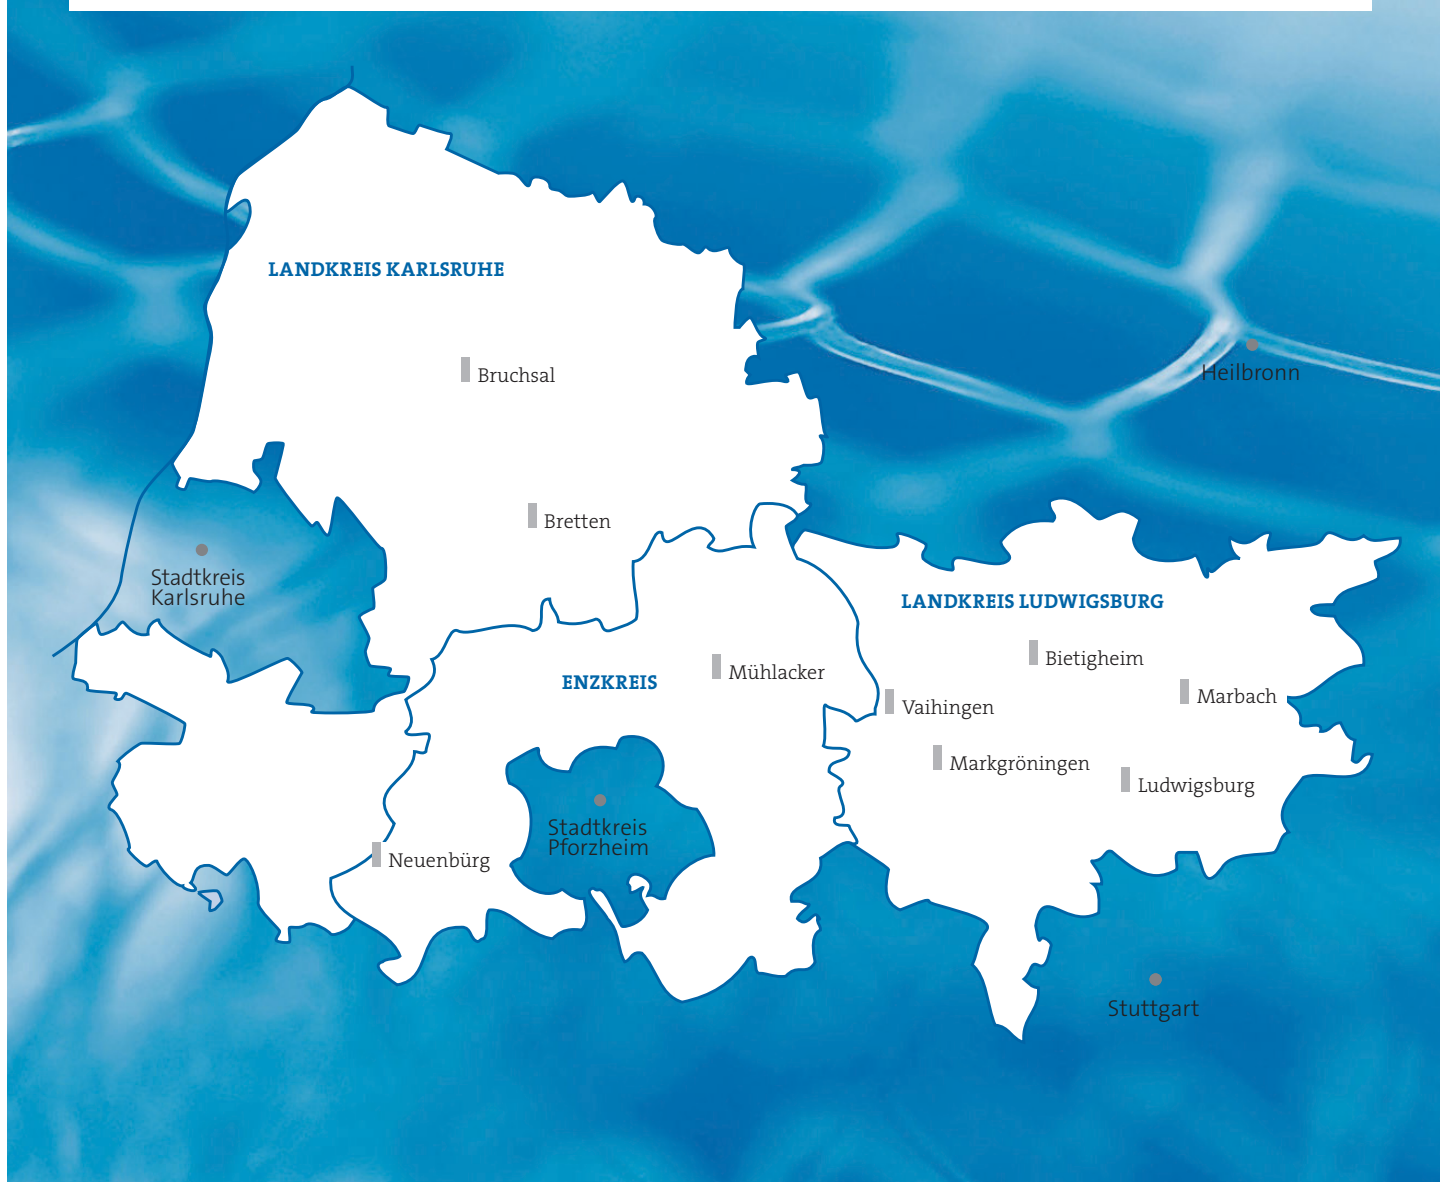 LANDKREIS KARLSRUHE
Bruchsal
Heilbronn
Bretten
Stadtkreis
Karlsruhe
LANDKREIS LUDWIGSBURG
Bietigheim
Mühlacker
ENZKREIS
Marbach
Vaihingen
Markgröningen
Ludwigsburg
Stadtkreis
Pforzheim
Neuenbürg
Stuttgart